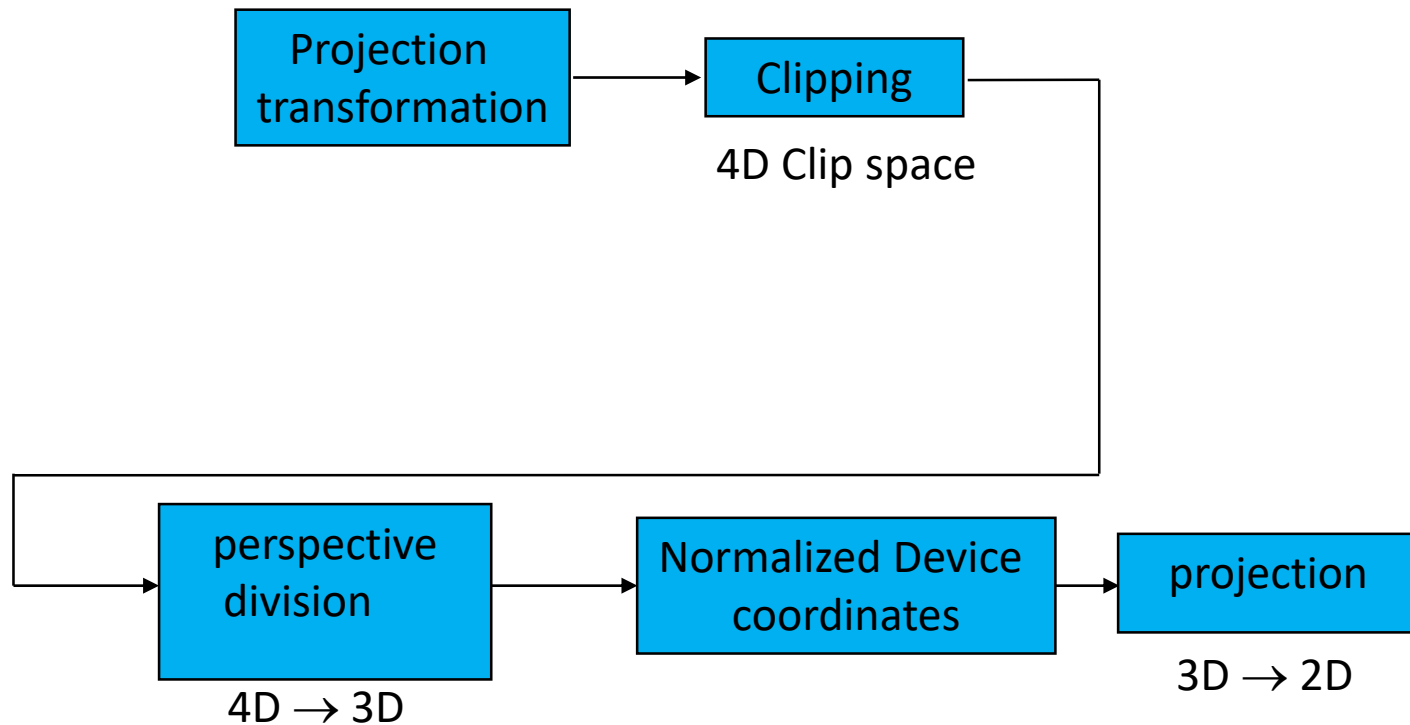 Projection
transformation
Clipping
4D Clip space
perspective
division
4D → 3D
Normalized Device
coordinates
projection
3D → 2D